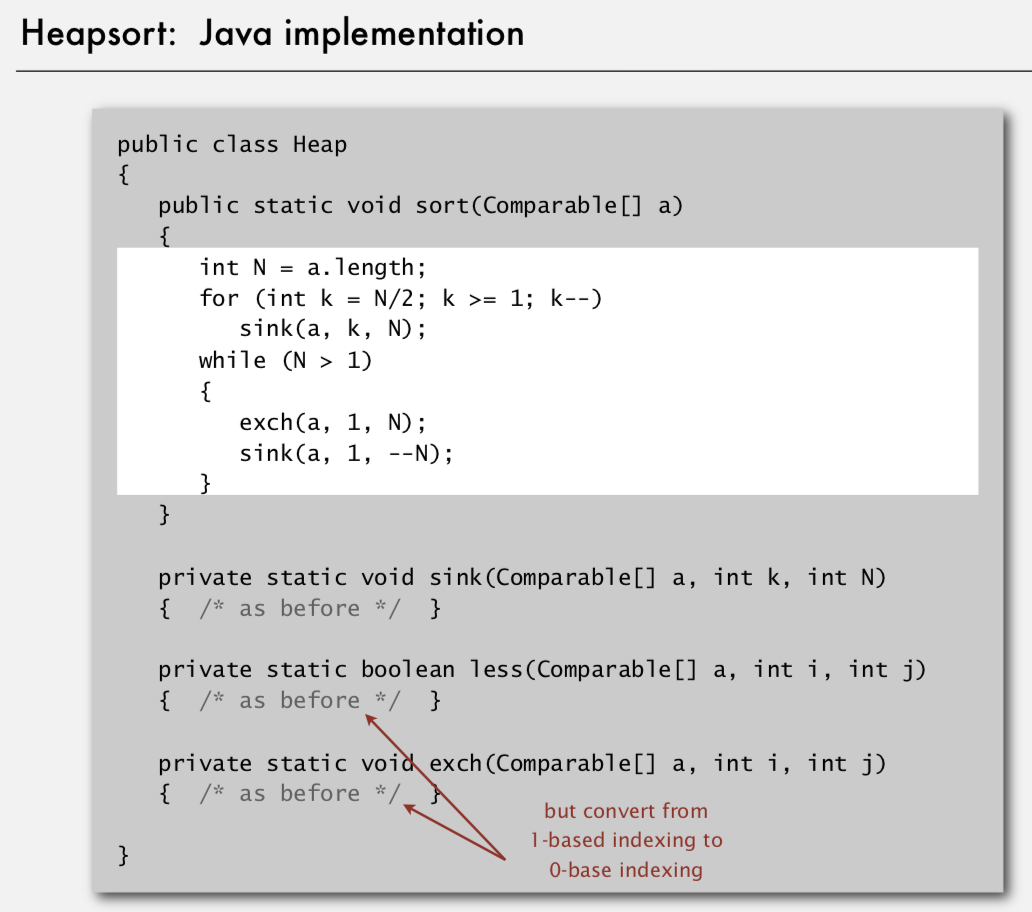 Heapsort: Java implementation
public class Heap
{
   public static void sort(Comparable[] a)
   {
      int N = a.length;
      for (int k = N/2; k >= 1; k--)
         sink(a, k, N);
      while (N > 1)
      {
         exch(a, 1, N);
         sink(a, 1, --N);
      }
   }
   private static void sink(Comparable[] a, int k, int N)
   {  /* as before */  }
   private static boolean less(Comparable[] a, int i, int j)
   {  /* as before */  }
   private static void exch(Comparable[] a, int i, int j)
   {  /* as before */  }
but convert from
1-based indexing to
0-base indexing
}